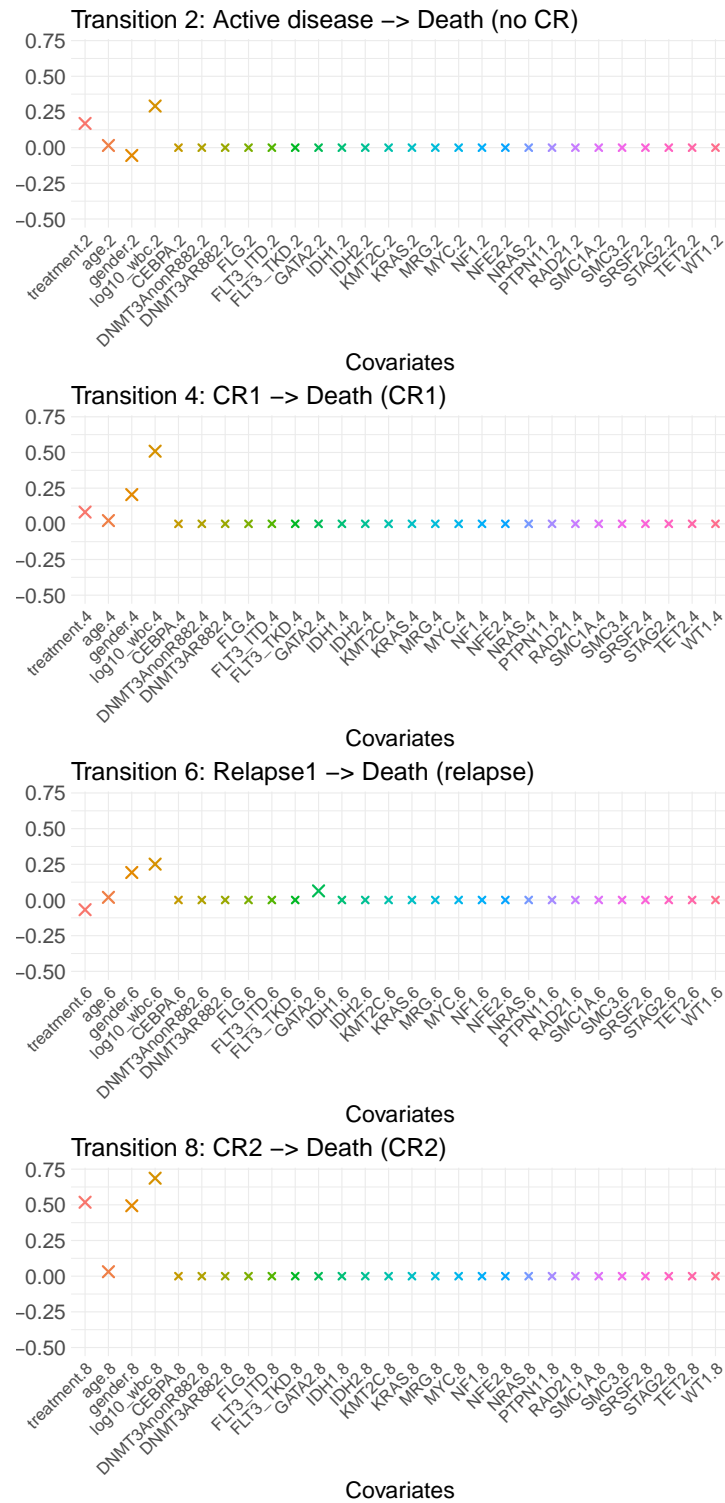 Transition 2: Active disease −> Death (no CR)
0.75
0.50
0.25
0.00
−0.25
−0.50
treatment.2
age.2
gender.2
log10_wbc.2
CEBPA.2
DNMT3AnonR882.2
DNMT3AR882.2
FLG.2
FLT3_ITD.2
FLT3_TKD.2
GATA2.2
IDH1.2
IDH2.2
KMT2C.2
KRAS.2
MRG.2
MYC.2
NF1.2
NFE2.2
NRAS.2
PTPN11.2
RAD21.2
SMC1A.2
SMC3.2
SRSF2.2
STAG2.2
TET2.2
WT1.2
Covariates
Transition 4: CR1 −> Death (CR1)
0.75
0.50
0.25
0.00
−0.25
−0.50
treatment.4
age.4
gender.4
log10_wbc.4
CEBPA.4
DNMT3AnonR882.4
DNMT3AR882.4
FLG.4
FLT3_ITD.4
FLT3_TKD.4
GATA2.4
IDH1.4
IDH2.4
KMT2C.4
KRAS.4
MRG.4
MYC.4
NF1.4
NFE2.4
NRAS.4
PTPN11.4
RAD21.4
SMC1A.4
SMC3.4
SRSF2.4
STAG2.4
TET2.4
WT1.4
Covariates
Transition 6: Relapse1 −> Death (relapse)
0.75
0.50
0.25
0.00
−0.25
−0.50
treatment.6
age.6
gender.6
log10_wbc.6
CEBPA.6
DNMT3AnonR882.6
DNMT3AR882.6
FLG.6
FLT3_ITD.6
FLT3_TKD.6
GATA2.6
IDH1.6
IDH2.6
KMT2C.6
KRAS.6
MRG.6
MYC.6
NF1.6
NFE2.6
NRAS.6
PTPN11.6
RAD21.6
SMC1A.6
SMC3.6
SRSF2.6
STAG2.6
TET2.6
WT1.6
Covariates
Transition 8: CR2 −> Death (CR2)
0.75
0.50
0.25
0.00
−0.25
−0.50
treatment.8
age.8
gender.8
log10_wbc.8
CEBPA.8
DNMT3AnonR882.8
DNMT3AR882.8
FLG.8
FLT3_ITD.8
FLT3_TKD.8
GATA2.8
IDH1.8
IDH2.8
KMT2C.8
KRAS.8
MRG.8
MYC.8
NF1.8
NFE2.8
NRAS.8
PTPN11.8
RAD21.8
SMC1A.8
SMC3.8
SRSF2.8
STAG2.8
TET2.8
WT1.8
Covariates